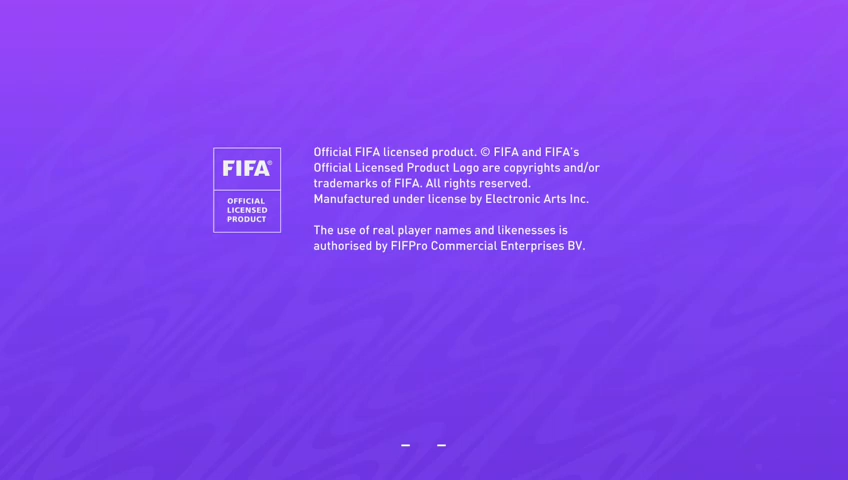 FIFA®
OFFICIAL
LICENSED
PRODUCT
Official FIFA licensed product. © FIFA and FIFA's
Official Licensed Product Logo are copyrights and/or
trademarks of FIFA. All rights reserved.
Manufactured under license by Electronic Arts Inc.
The use of real player names and likenesses is
authorised by FIFPro Commercial Enterprises BV.